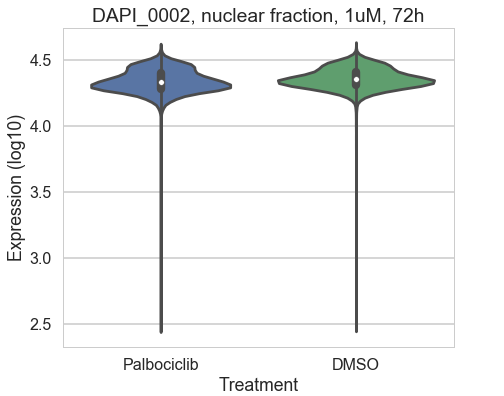 DAPI_0002, nuclear fraction, 1uM, 72h
4.5
4.0
3.5
3.0
2.5
Expression (log10)
Palbociclib DMSO
Treatment